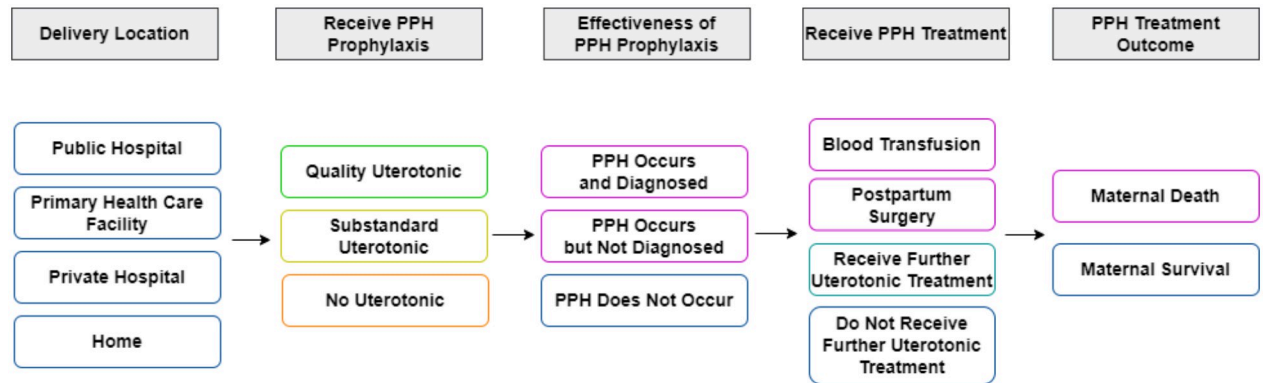 Delivery Location
Receive PPH
Prophylaxis
Effectiveness of
PPH Prophylaxis
Receive PPH Treatment
PPH Treatment
Outcome
Public Hospital
Primary Health Care
Facility
Private Hospital
Home
Quality Uterotonic
Substandard
Uterotonic
No Uterotonic
PPH Occurs
and Diagnosed
PPH Occurs
but Not Diagnosed
PPH Does Not Occur
Blood Transfusion
Postpartum
Surgery
Receive Further
Uterotonic Treatment
Do Not Receive
Further Uterotonic
Treatment
Maternal Death
Maternal Survival